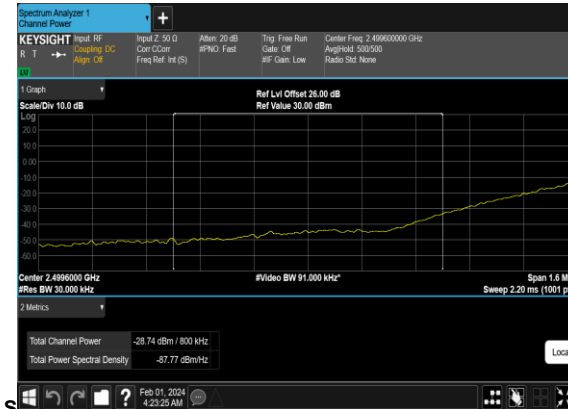 Spectrum Analyzer 1
Channel Power
+
KEYSIGHT Input: RF Input Z: 50 Ω Atten: 20 dB Trig: Free Run Center Freq: 2.499600000 GHz
R T Coupling: DC Corr CCorr #PNO: Fast Gate: Off Avg|Hold: 500/500
Align: Off Freq Ref: Int (S) #IF Gain: Low Radio Std: None
LXI
1 Graph
Ref Lvl Offset 26.00 dB
Scale/Div 10.0 dB Ref Value 30.00 dBm
Log
20.0
10.0
0.00
-10.0
-20.0
-30.0
-40.0
-50.0
-60.0
Center 2.4996000 GHz #Video BW 91.000 kHz* Span 1.6 M
#Res BW 30.000 kHz Sweep 2.20 ms (1001 p
2 Metrics
Total Channel Power -28.74 dBm / 800 kHz
Total Power Spectral Density -87.77 dBm/Hz
Loca
s
? Feb 01, 2024
4:23:25 AM